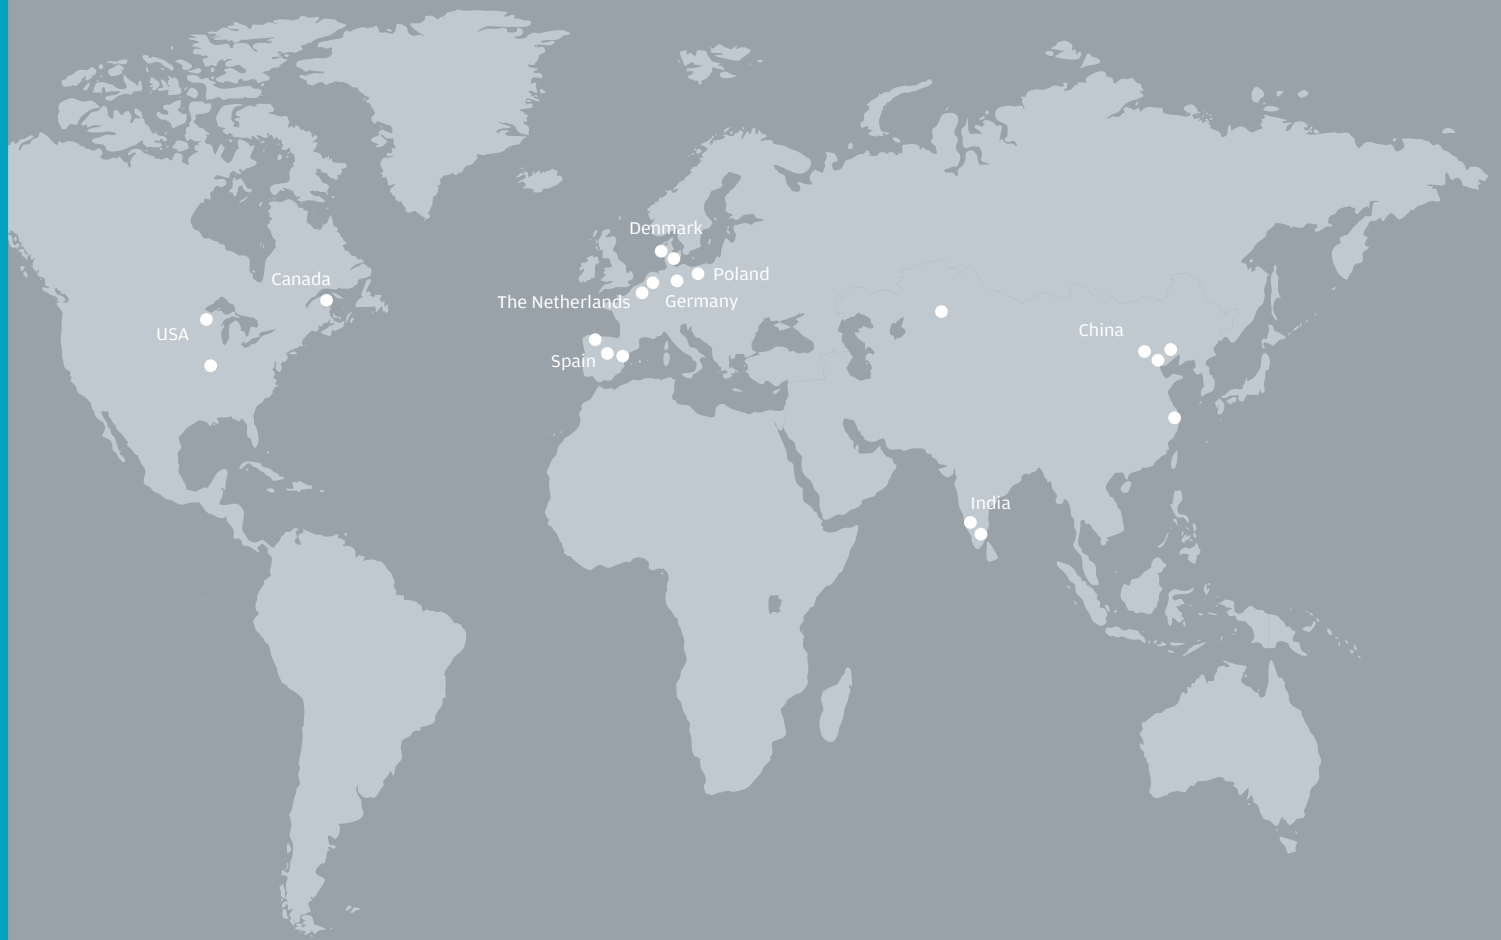 Denmark
Poland
Canada
The Netherlands
Germany
China
USA
Spain
India